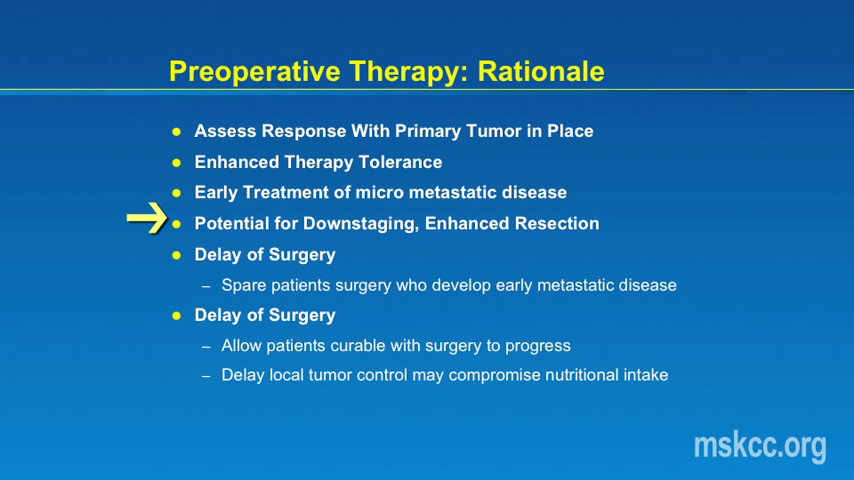 Preoperative Therapy: Rationale
● Assess Response With Primary Tumor in Place
● Enhanced Therapy Tolerance
● Early Treatment of micro metastatic disease
● Potential for Downstaging, Enhanced Resection
● Delay of Surgery
– Spare patients surgery who develop early metastatic disease
● Delay of Surgery
– Allow patients curable with surgery to progress
– Delay local tumor control may compromise nutritional intake
mskcc.org